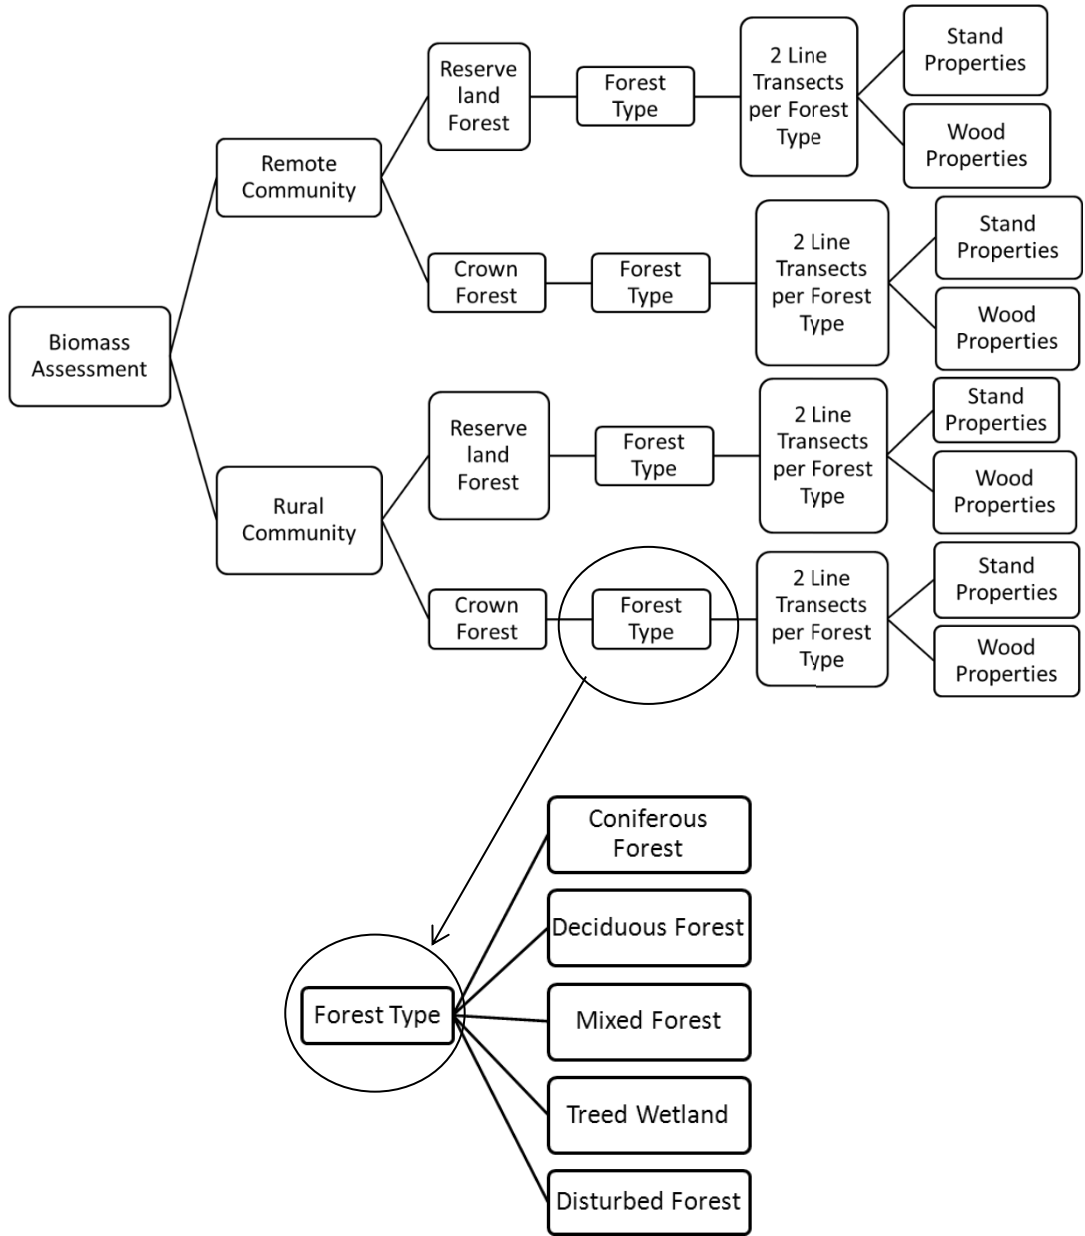 Biomass
Assessment
Remote
Community
Reserve
land
Forest
Forest
Type
2 Line
Transects
per Forest
Type
Stand
Properties
Wood
Properties
Crown
Forest
Forest
Type
2 Line
Transects
per Forest
Type
Stand
Properties
Wood
Properties
Rural
Community
Reserve
land
Forest
Forest
Type
2 Line
Transects
per Forest
Type
Stand
Properties
Wood
Properties
Crown
Forest
Forest
Type
2 Line
Transects
per Forest
Type
Stand
Properties
Wood
Properties
Forest Type
Coniferous
Forest
Deciduous Forest
Mixed Forest
Treed Wetland
Disturbed Forest